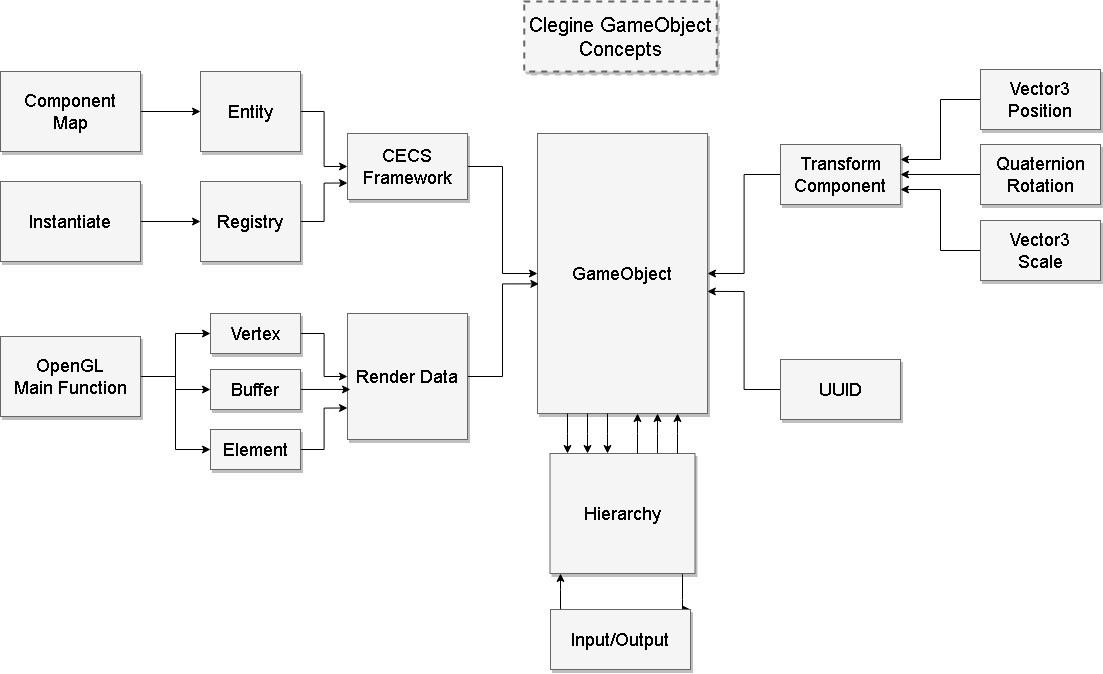 Clegine GameObject
Concepts
Component
Map
Entity
CECS
Framework
Instantiate
Registry
OpenGL
Main Function
Vertex
Buffer
Element
Render Data
GameObject
Transform
Component
Vector3
Position
Quaternion
Rotation
Vector3
Scale
UUID
Hierarchy
Input/Output